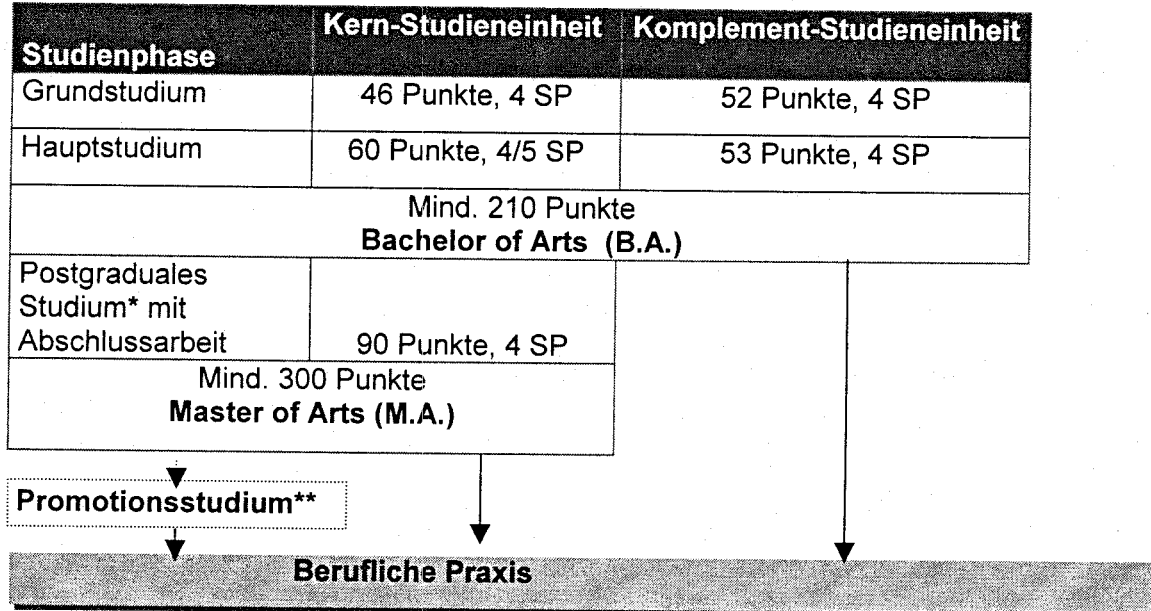 Kern-Studieneinheit Komplement-Studieneinheit
Studienphase
Grundstudium 46 Punkte, 4 SP 52 Punkte, 4 SP
Hauptstudium 60 Punkte, 4/5 SP 53 Punkte, 4 SP
Mind. 210 Punkte
Bachelor of Arts (B.A.)
Postgraduales
Studium* mit
Abschlussarbeit 90 Punkte, 4 SP
Mind. 300 Punkte
Master of Arts (M.A.)
Promotionsstudium**
Berufliche Praxis